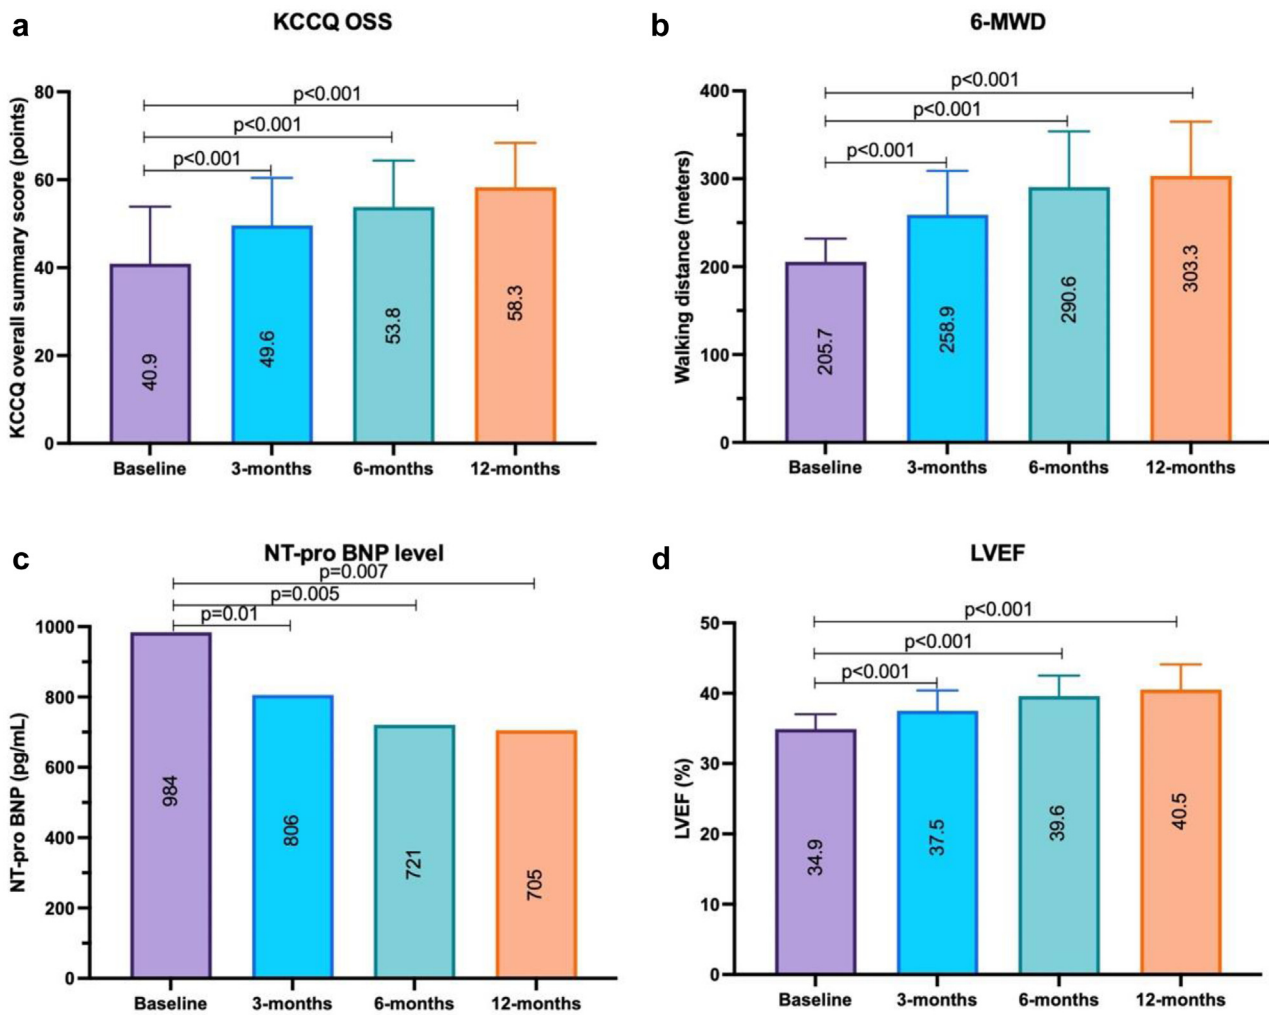 a
KCCQ OSS
KCCQ overall summary score (points)
80
60
40
20
0
p<0.001
p<0.001
p<0.001
40.9
49.6
53.8
58.3
Baseline
3-months
6-months
12-months
b
6-MWD
Walking distance (meters)
400
300
200
100
0
p<0.001
p<0.001
p<0.001
205.7
258.9
290.6
303.3
Baseline
3-months
6-months
12-months
c
NT-pro BNP level
NT-pro BNP (pg/mL)
1000
800
600
400
200
0
p=0.007
p=0.005
p=0.01
984
806
721
705
Baseline
3-months
6-months
12-months
d
LVEF
LVEF (%)
50
40
30
20
10
0
p<0.001
p<0.001
p<0.001
34.9
37.5
39.6
40.5
Baseline
3-months
6-months
12-months